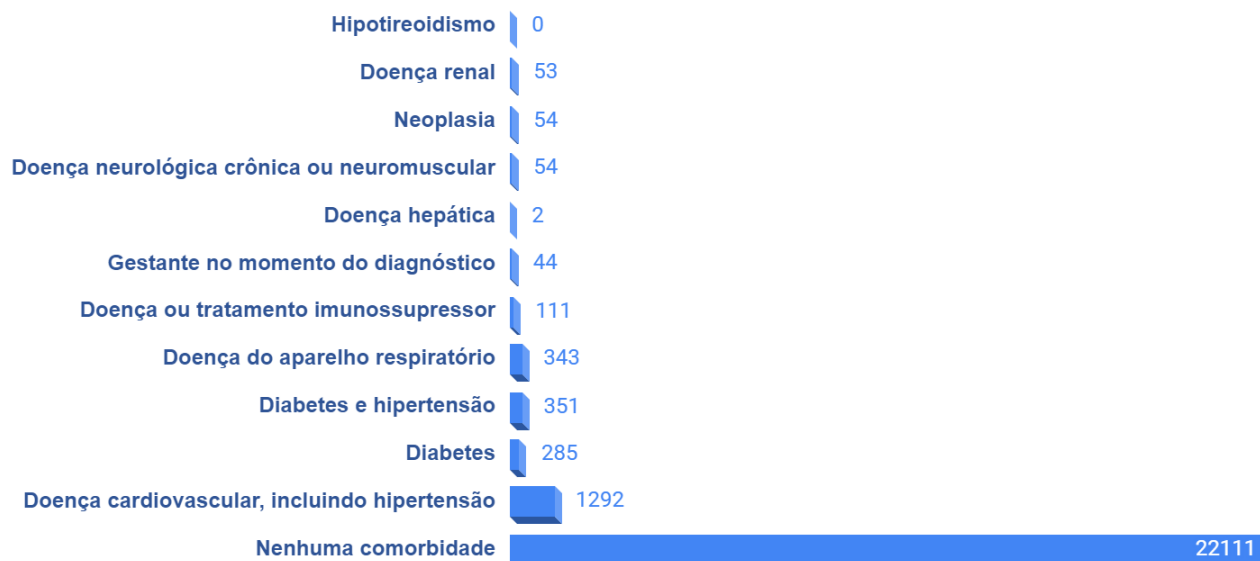 Hipotireoidismo 0
Doença renal 53
Neoplasia 54
Doença neurológica crônica ou neuromuscular 54
Doença hepática 2
Gestante no momento do diagnóstico 44
Doença ou tratamento imunossupressor 111
Doença do aparelho respiratório 343
Diabetes e hipertensão 351
Diabetes 285
Doença cardiovascular, incluindo hipertensão 1292
Nenhuma comorbidade 22111